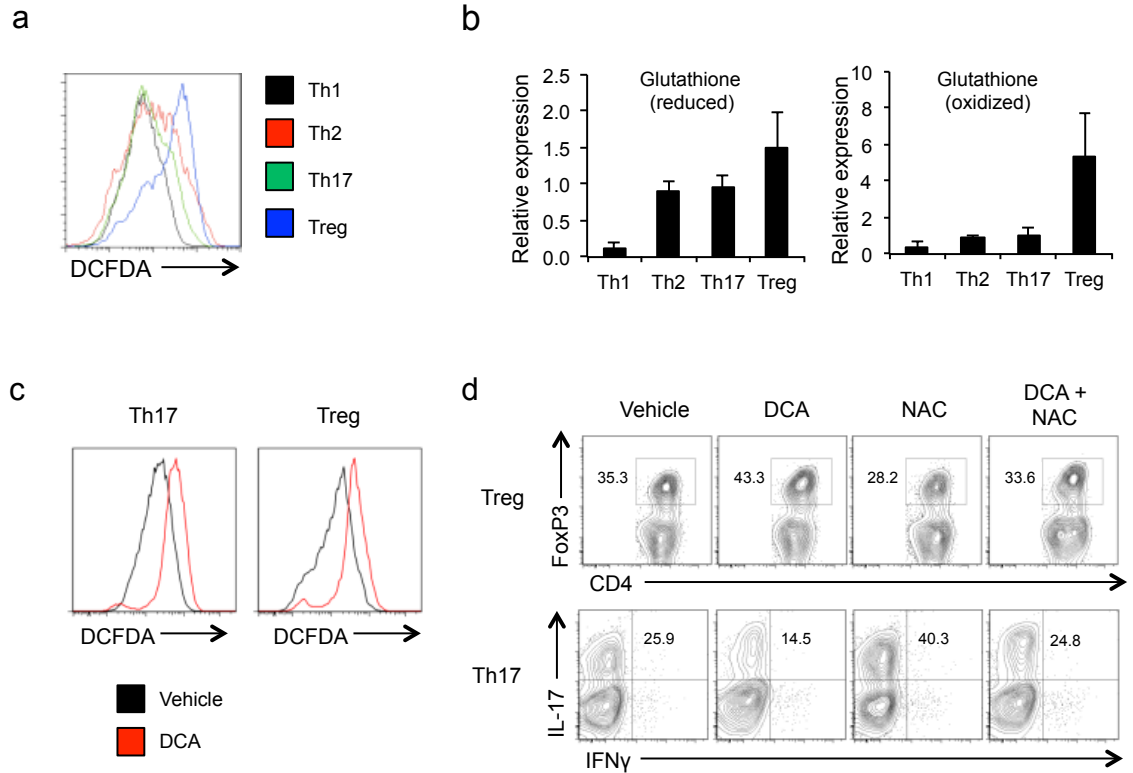 a
Th1
Th2
Th17
Treg
DCFDA
b
Glutathione
(reduced)
Relative expression
2.5
2.0
1.5
1.0
0.5
0.0
Th1 Th2 Th17 Treg
Glutathione
(oxidized)
Relative expression
10
8
6
4
2
0
Th1 Th2 Th17 Treg
c
Th17
Treg
DCFDA
DCFDA
Vehicle
DCA
d
Vehicle
DCA
NAC
DCA +
NAC
Treg
FoxP3
35.3
43.3
28.2
33.6
CD4
Th17
IL-17
25.9
14.5
40.3
24.8
IFNγ